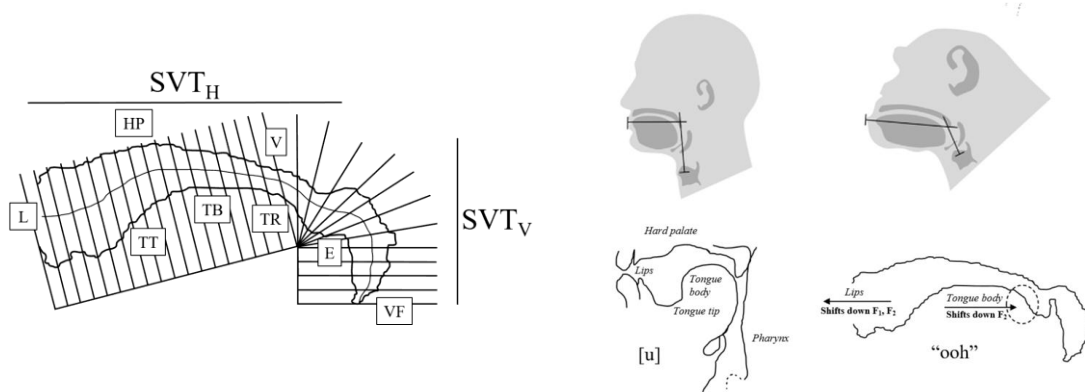 SVT_H
HP
V
L
TB
TR
TT
E
SVT_V
VF
Hard palate
Lips
Tongue
body
Tongue tip
Pharynx
[u]
Lips
Shifts down F₁, F₂
Tongue body
Shifts down F₂
“ooh”